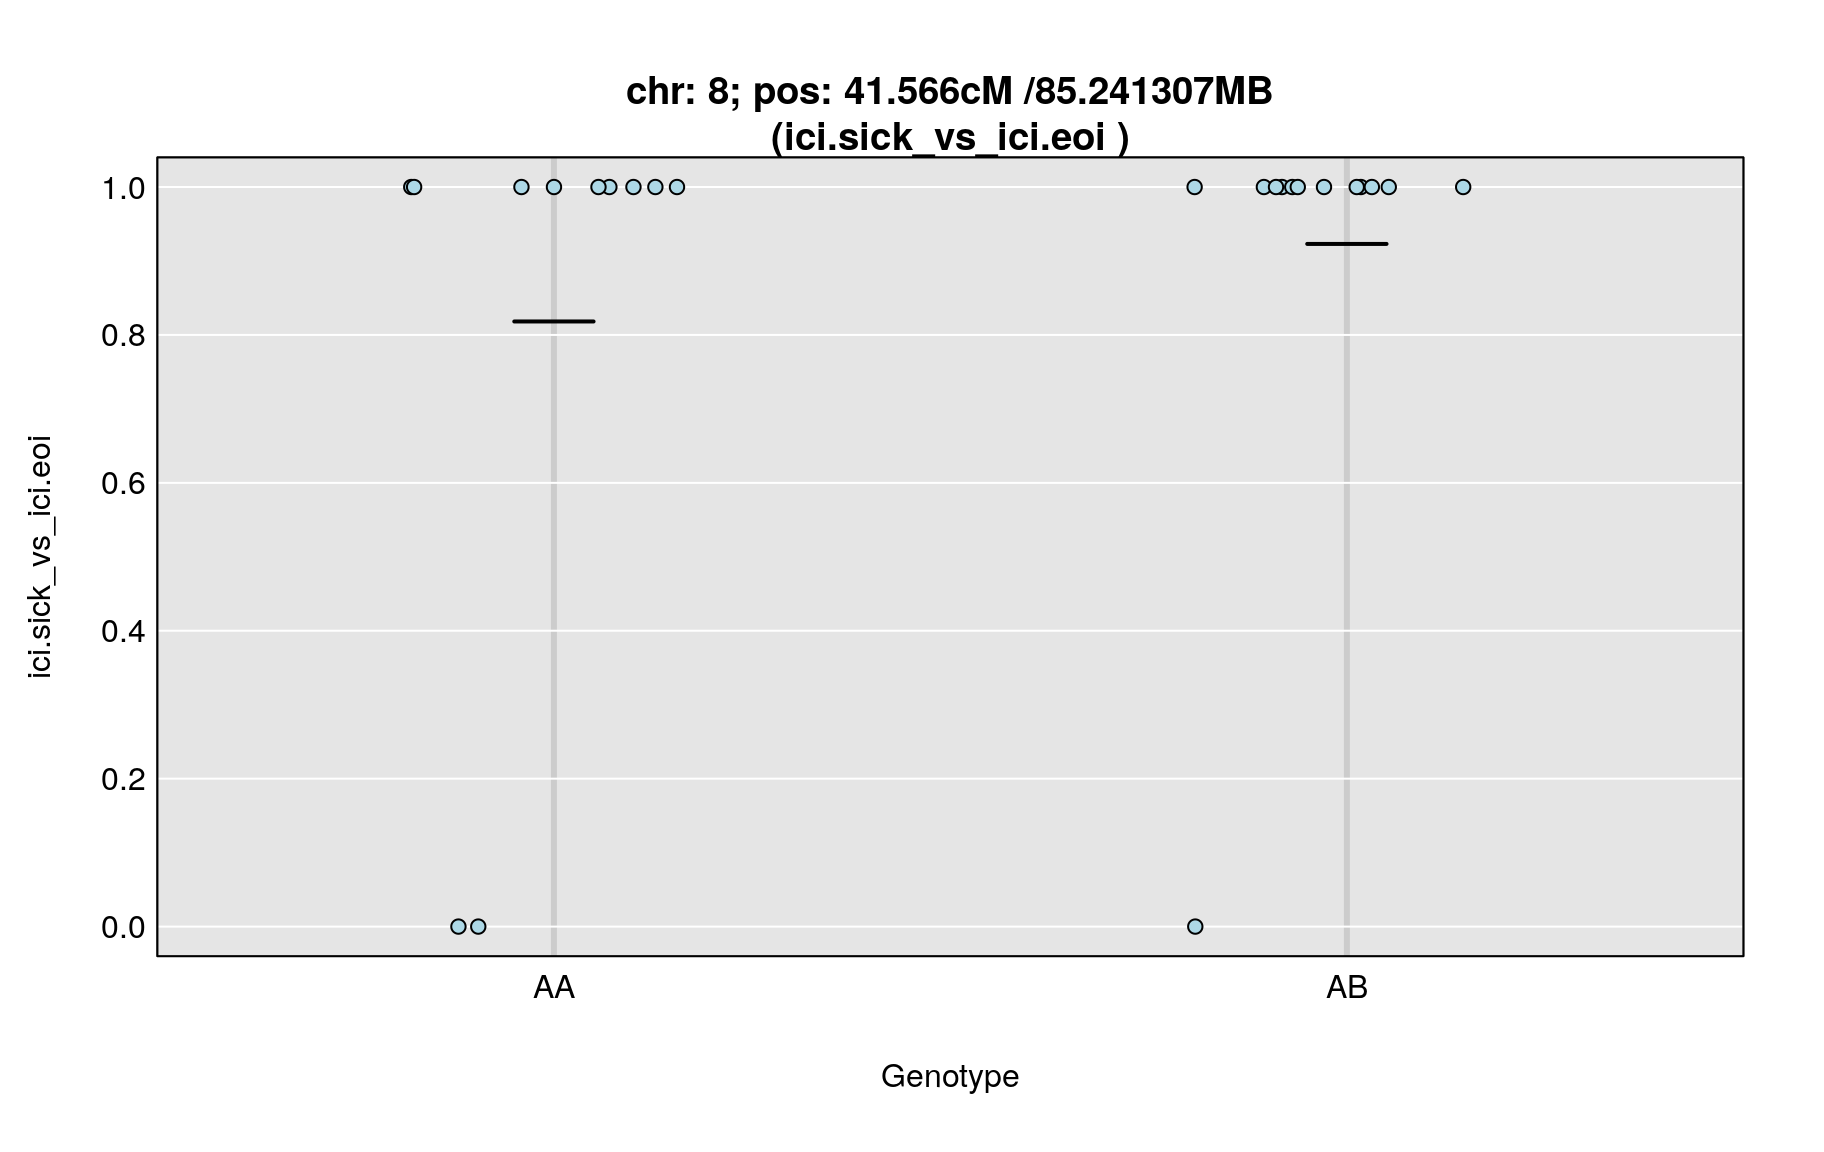 chr: 8; pos: 41.566cM /85.241307MB
(ici.sick_vs_ici.eoi )
ici.sick_vs_ici.eoi
1.0
0.8
0.6
0.4
0.2
0.0
AA AB
Genotype